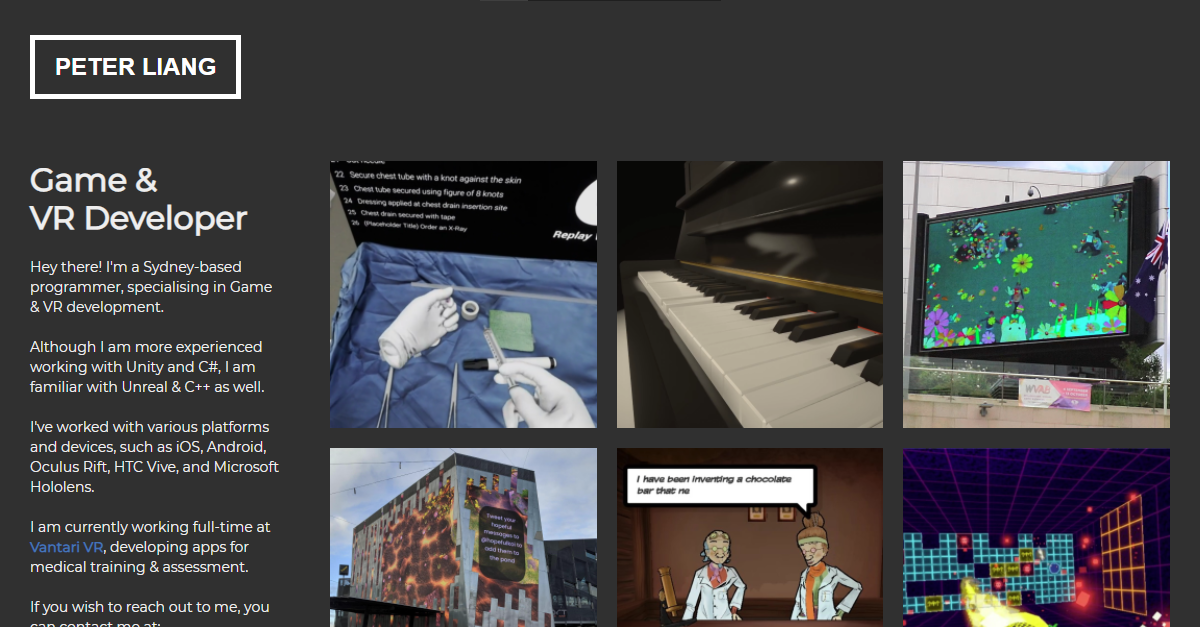 PETER LIANG
Game &
VR Developer
Hey there! I'm a Sydney-based
programmer, specialising in Game
& VR development.
Although I am more experienced
working with Unity and C#, I am
familiar with Unreal & C++ as well.
I've worked with various platforms
and devices, such as iOS, Android,
Oculus Rift, HTC Vive, and Microsoft
Hololens.
I am currently working full-time at
Vantari VR, developing apps for
medical training & assessment.
If you wish to reach out to me, you
can contact me at:
22 Secure chest tube with a knot against the skin
23 Chest tube secured using figure of 8 knots
24 Dressing applied at chest drain insertion site
25 Chest drain secured with tape
26 (Placeholder Title) Order an X-Ray
Replay
Tweet your
hopeful
messages to
@hopefulkoi to
add them to
the pond
I have been inventing a chocolate
bar that ne